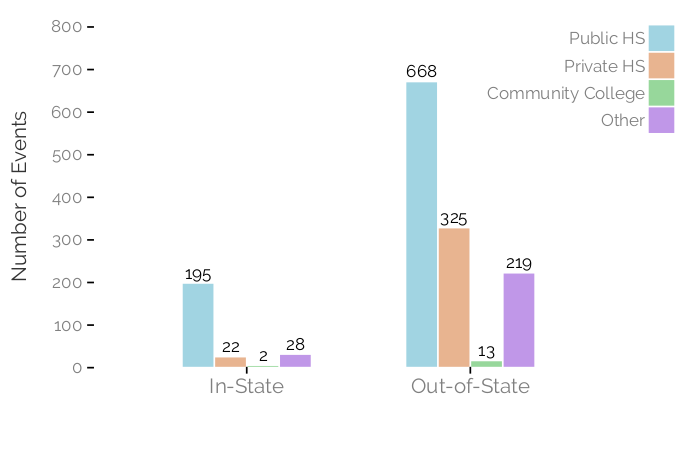 Number of Events
800
700
600
500
400
300
200
100
0
Public HS
Private HS
Community College
Other
195
22
2
28
668
325
13
219
In-State
Out-of-State